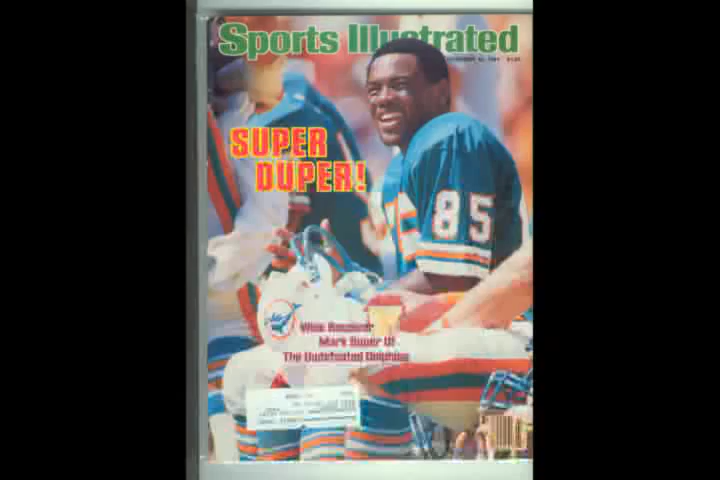 Sports Illustrated
SUPER
DUPER!
85
Wide Receiver
Mark Duper Of
The Undefeated Dolphins